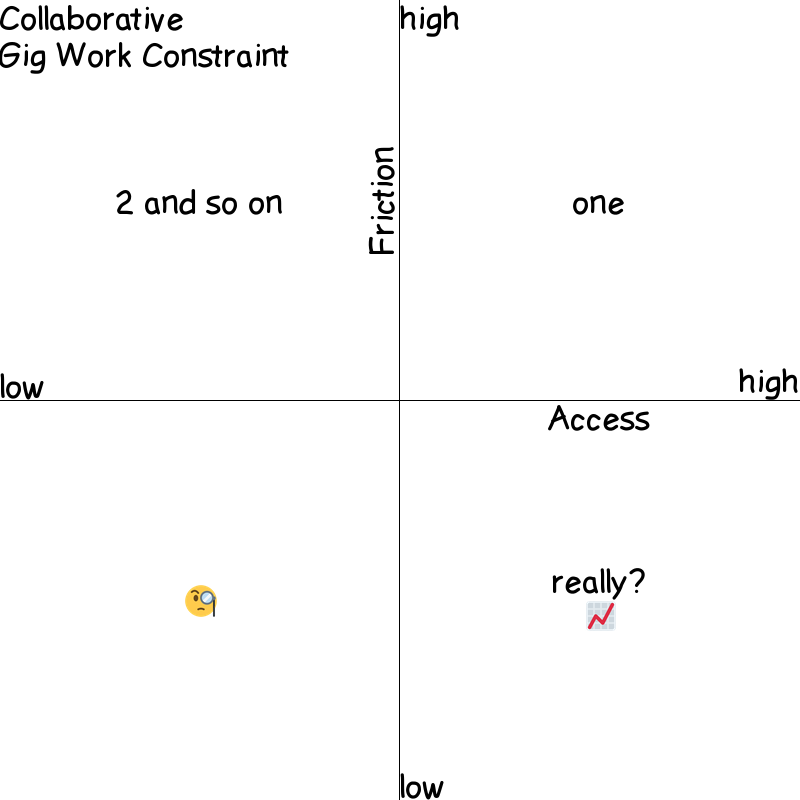 Collaborative
Gig Work Constraint
high
Friction
2 and so on
one
low
high
Access
really?
low